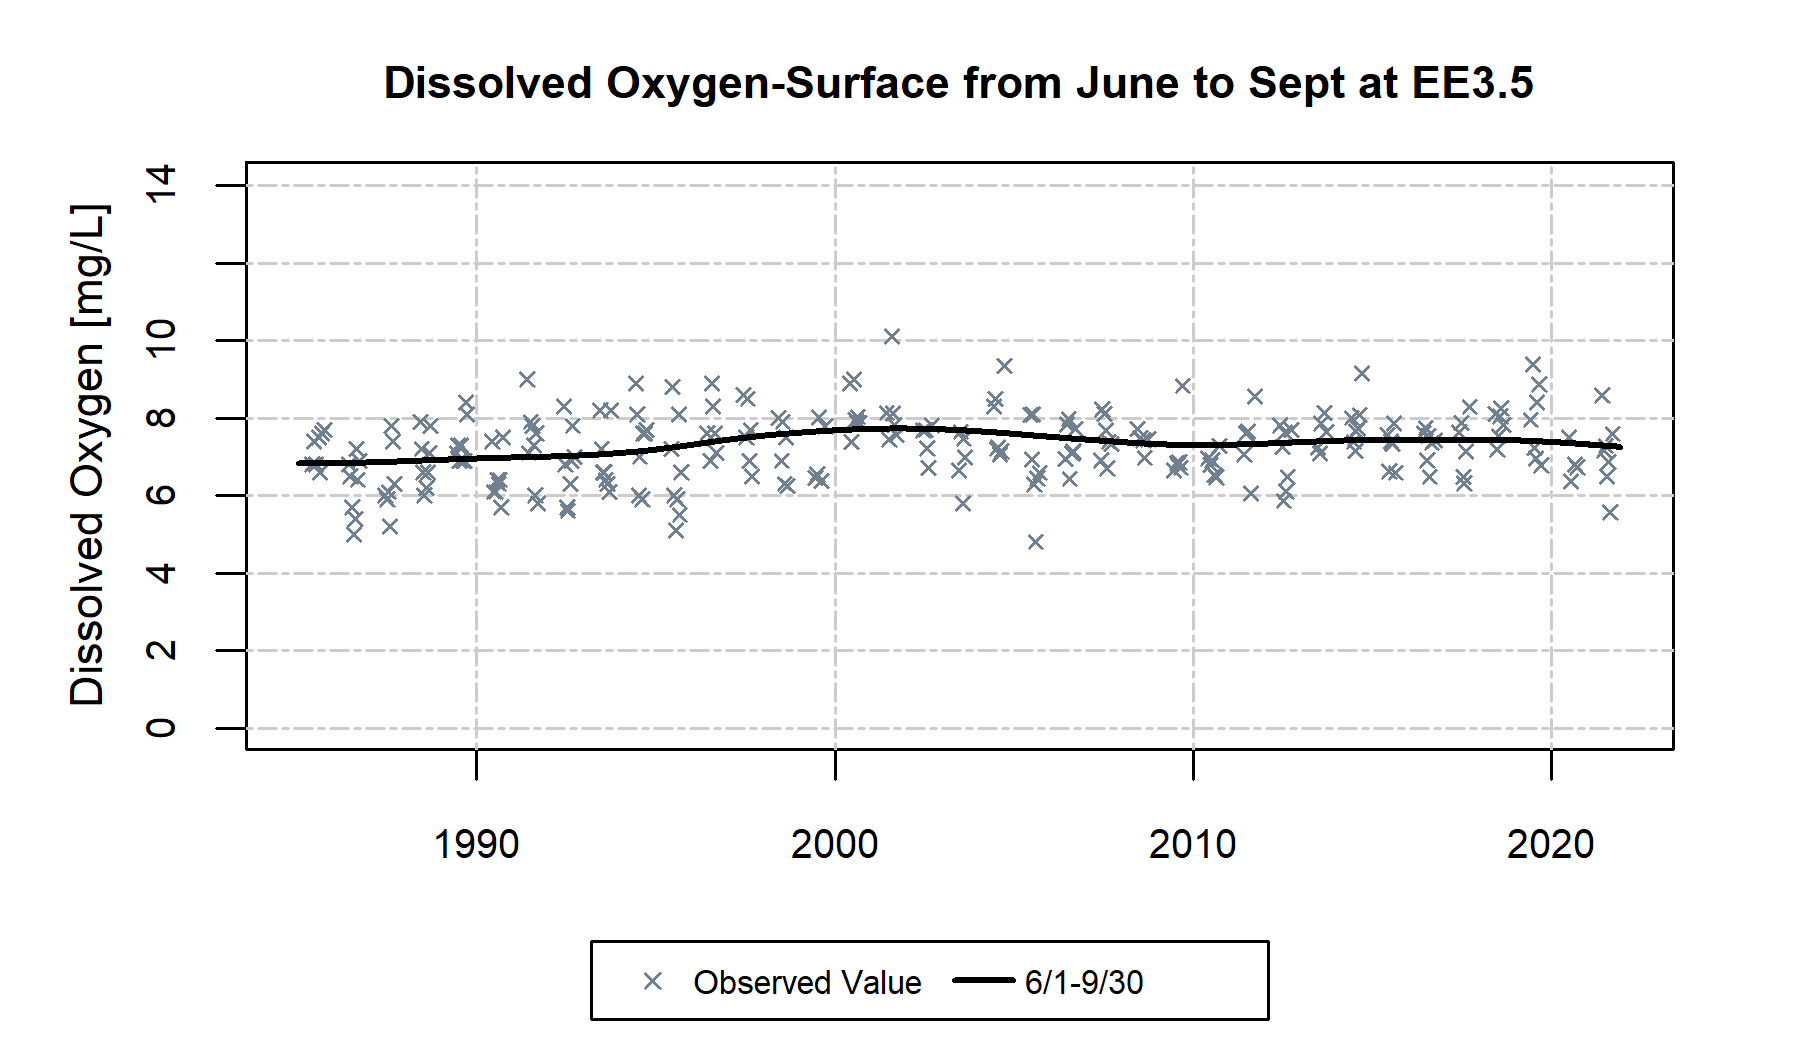 Dissolved Oxygen-Surface from June to Sept at EE3.5
Dissolved Oxygen [mg/L]
14
10
8
6
4
2
0
1990 2000 2010 2020
Observed Value 6/1-9/30